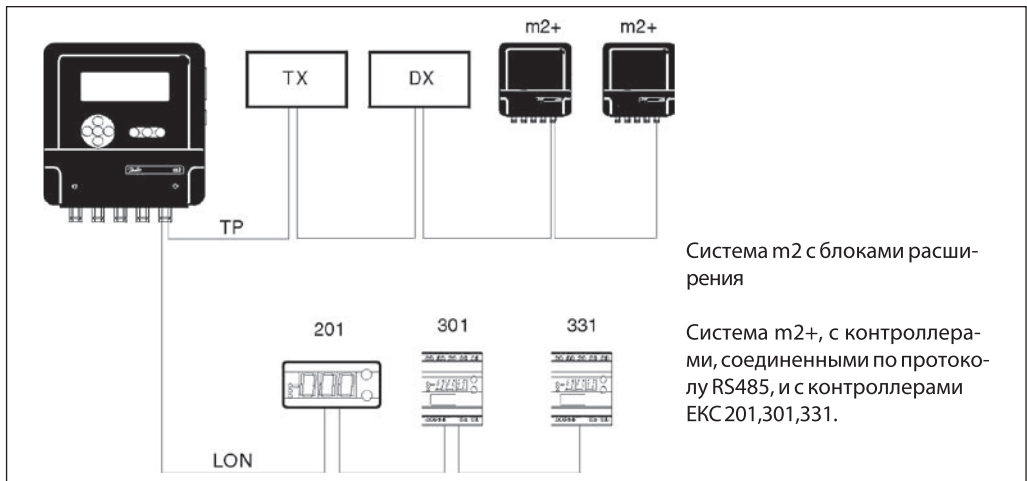 m2+ m2+
TX DX
TP
Система m2 с блоками расши-
рения
Система m2+, с контроллера-
ми, соединенными по протоко-
лу RS485, и с контроллерами
EKC 201,301,331.
201 301 331
LON